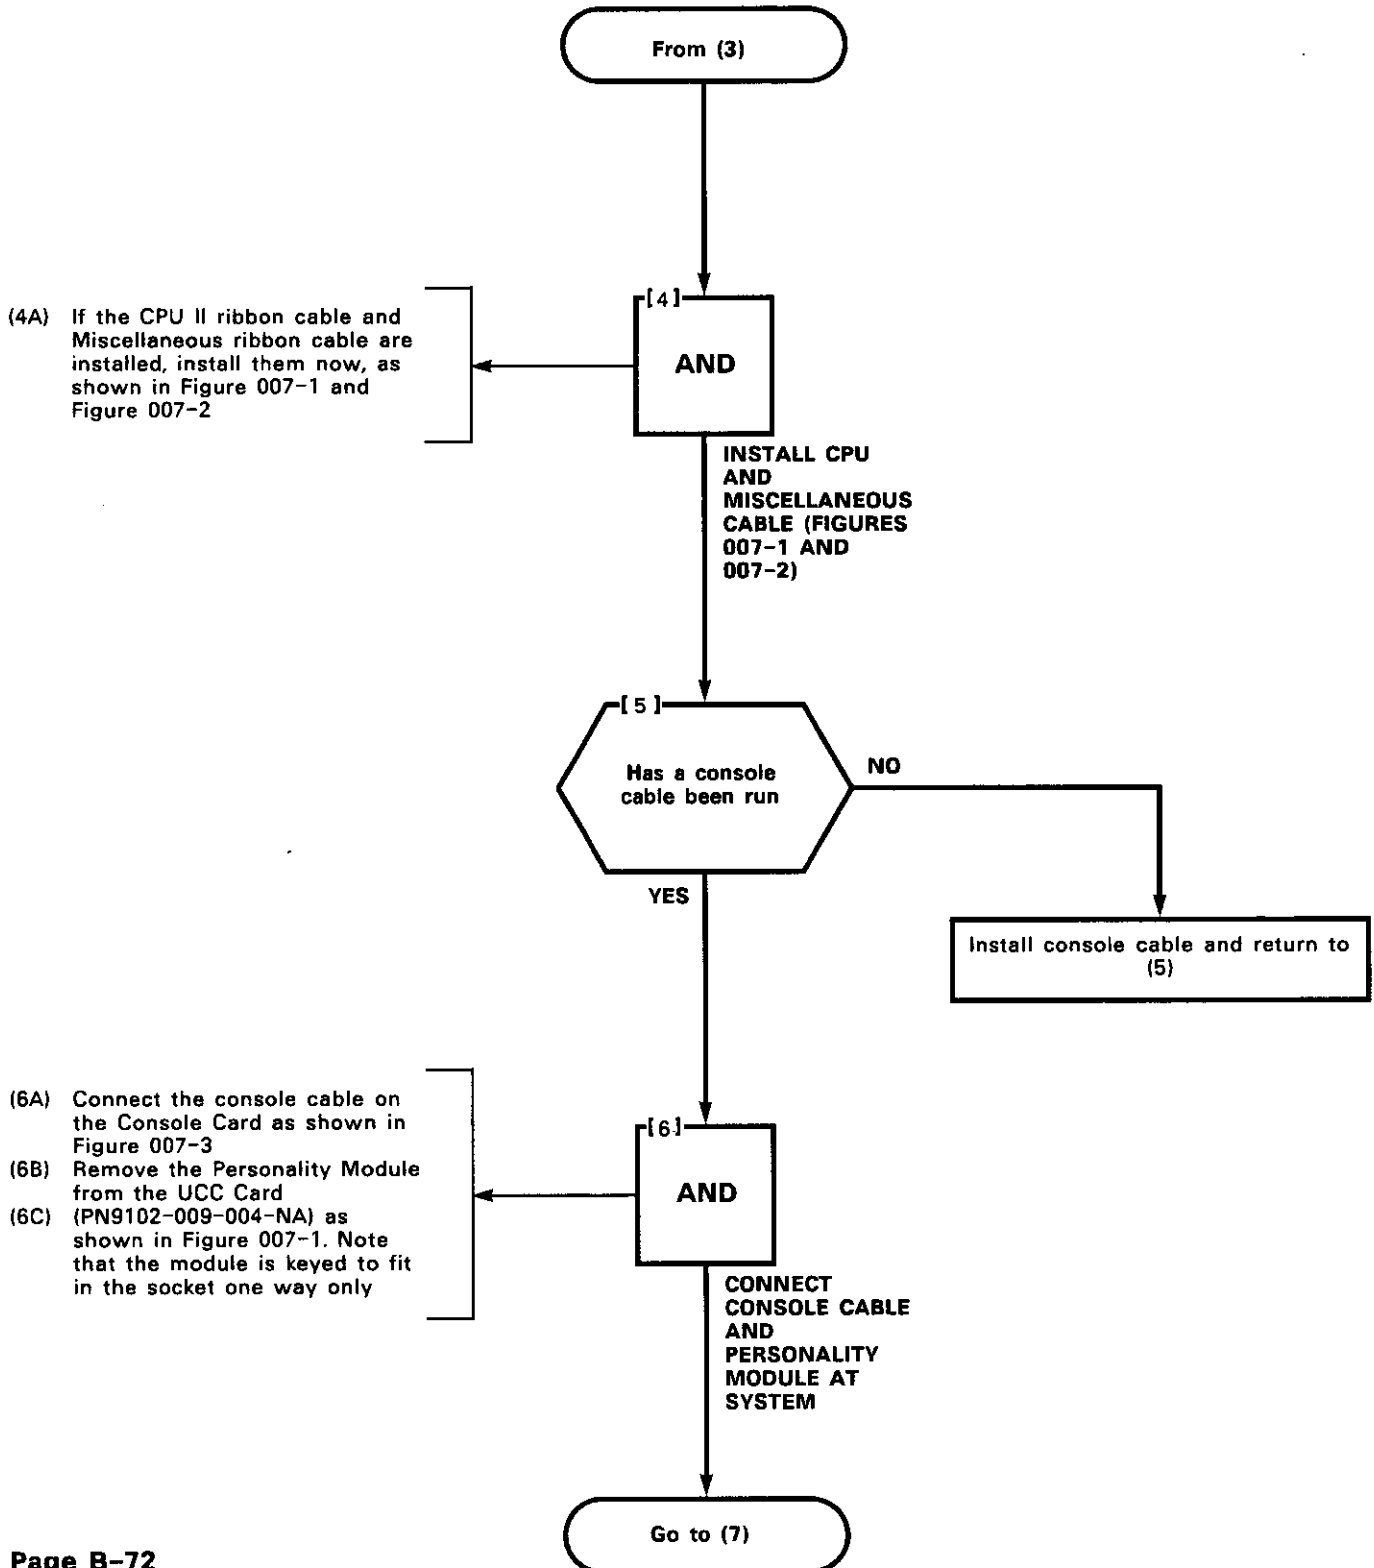 From (3)
[4]
AND
(4A) If the CPU II ribbon cable and
Miscellaneous ribbon cable are
installed, install them now, as
shown in Figure 007-1 and
Figure 007-2
INSTALL CPU
AND
MISCELLANEOUS
CABLE (FIGURES
007-1 AND
007-2)
[5]
Has a console
cable been run
NO
YES
Install console cable and return to
(5)
(6A) Connect the console cable on
the Console Card as shown in
Figure 007-3
(6B) Remove the Personality Module
from the UCC Card
(6C) (PN9102-009-004-NA) as
shown in Figure 007-1. Note
that the module is keyed to fit
in the socket one way only
[6]
AND
CONNECT
CONSOLE CABLE
AND
PERSONALITY
MODULE AT
SYSTEM
Go to (7)
Page B-72